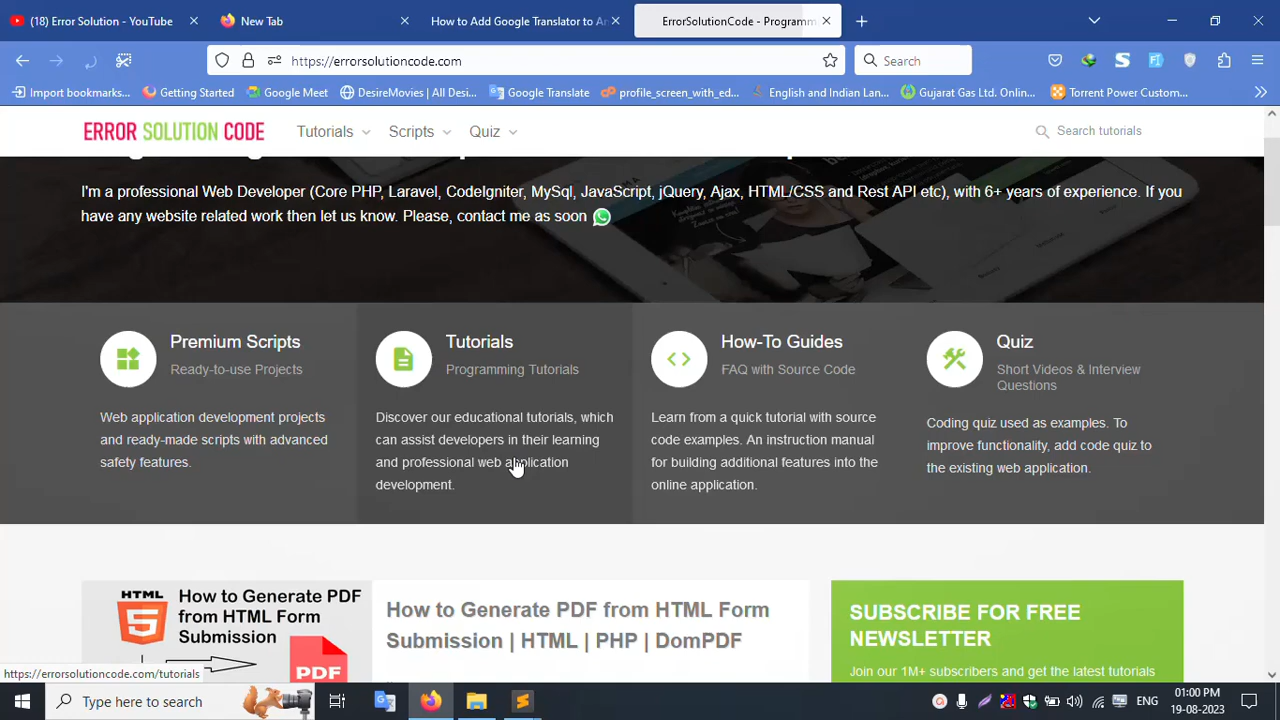 (18) Error Solution - YouTube
New Tab
How to Add Google Translator to An
ErrorSolutionCode - Programm
https://errorsolutioncode.com
Search
Import bookmarks...
Getting Started
Google Meet
DesireMovies | All Desi...
Google Translate
profile_screen_with_ed...
English and Indian Lan...
Gujarat Gas Ltd. Onlin...
Torrent Power Custom...
ERROR SOLUTION CODE
Tutorials
Scripts
Quiz
Search tutorials
I'm a professional Web Developer (Core PHP, Laravel, CodeIgniter, MySql, JavaScript, jQuery, Ajax, HTML/CSS and Rest API etc), with 6+ years of experience. If you
have any website related work then let us know. Please, contact me as soon
Premium Scripts
Ready-to-use Projects
Web application development projects
and ready-made scripts with advanced
safety features.
Tutorials
Programming Tutorials
Discover our educational tutorials, which
can assist developers in their learning
and professional web application
development.
How-To Guides
FAQ with Source Code
Learn from a quick tutorial with source
code examples. An instruction manual
for building additional features into the
online application.
Quiz
Short Videos & Interview
Questions
Coding quiz used as examples. To
improve functionality, add code quiz to
the existing web application.
HTML
How to Generate PDF
from HTML Form
Submission
PDF
How to Generate PDF from HTML Form
Submission | HTML | PHP | DomPDF
SUBSCRIBE FOR FREE
NEWSLETTER
Join our 1M+ subscribers and get the latest tutorials
https://errorsolutioncode.com/tutorials
Type here to search
ENG
01:00 PM
19-08-2023